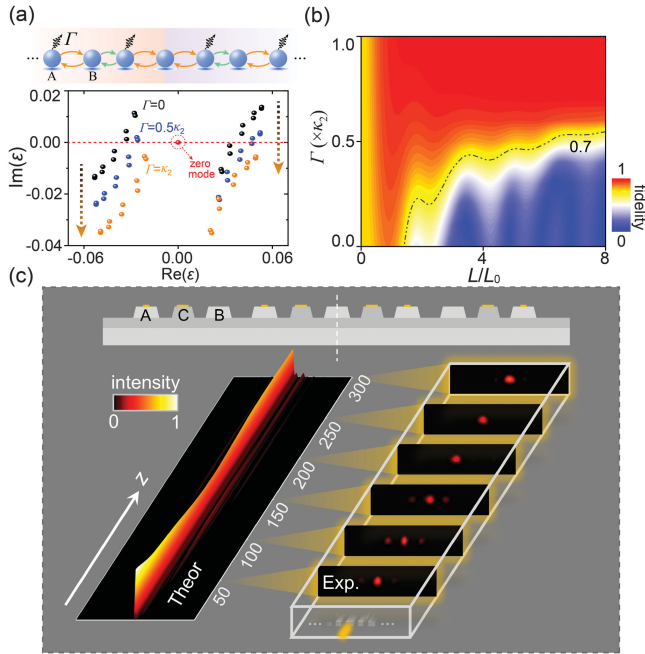 (a)
Γ
... ...
A B
Im(ε)
0.02
0.00
-0.02
-0.04
Γ=0
Γ=0.5κ₂
Γ=κ₂
zero
mode
-0.06 0.00 0.06
Re(ε)
(b)
Γ (×κ₂)
1.0
0.5
0.0
0.7
4 8
L/L₀
1
fidelity
0
(c)
A C B
intensity
0 1
z
Theor
50 100 150 200 250 300
Exp.
... ...